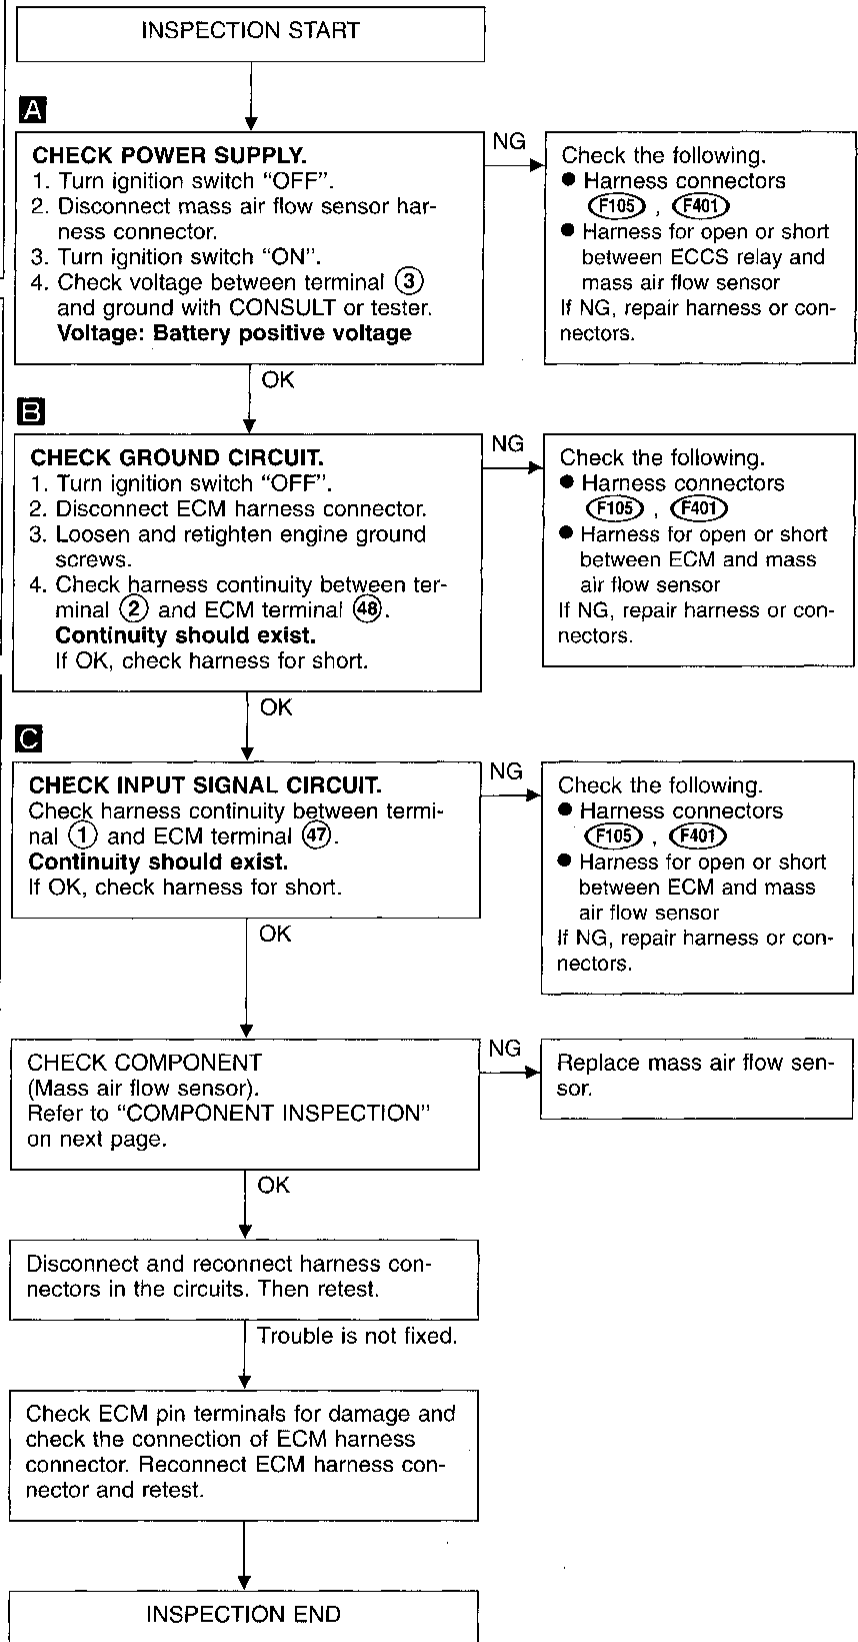 INSPECTION START
A
CHECK POWER SUPPLY.
1. Turn ignition switch “OFF”.
2. Disconnect mass air flow sensor har-
ness connector.
3. Turn ignition switch “ON”.
4. Check voltage between terminal ③
and ground with CONSULT or tester.
Voltage: Battery positive voltage
NG
Check the following.
● Harness connectors
F105 , F401
● Harness for open or short
between ECCS relay and
mass air flow sensor
If NG, repair harness or con-
nectors.
OK
B
CHECK GROUND CIRCUIT.
1. Turn ignition switch “OFF”.
2. Disconnect ECM harness connector.
3. Loosen and retighten engine ground
screws.
4. Check harness continuity between ter-
minal ② and ECM terminal ㊽.
Continuity should exist.
If OK, check harness for short.
NG
Check the following.
● Harness connectors
F105 , F401
● Harness for open or short
between ECM and mass
air flow sensor
If NG, repair harness or con-
nectors.
OK
C
CHECK INPUT SIGNAL CIRCUIT.
Check harness continuity between termi-
nal ① and ECM terminal ㊼.
Continuity should exist.
If OK, check harness for short.
NG
Check the following.
● Harness connectors
F105 , F401
● Harness for open or short
between ECM and mass
air flow sensor
If NG, repair harness or con-
nectors.
OK
CHECK COMPONENT
(Mass air flow sensor).
Refer to “COMPONENT INSPECTION”
on next page.
NG
Replace mass air flow sen-
sor.
OK
Disconnect and reconnect harness con-
nectors in the circuits. Then retest.
Trouble is not fixed.
Check ECM pin terminals for damage and
check the connection of ECM harness
connector. Reconnect ECM harness con-
nector and retest.
INSPECTION END